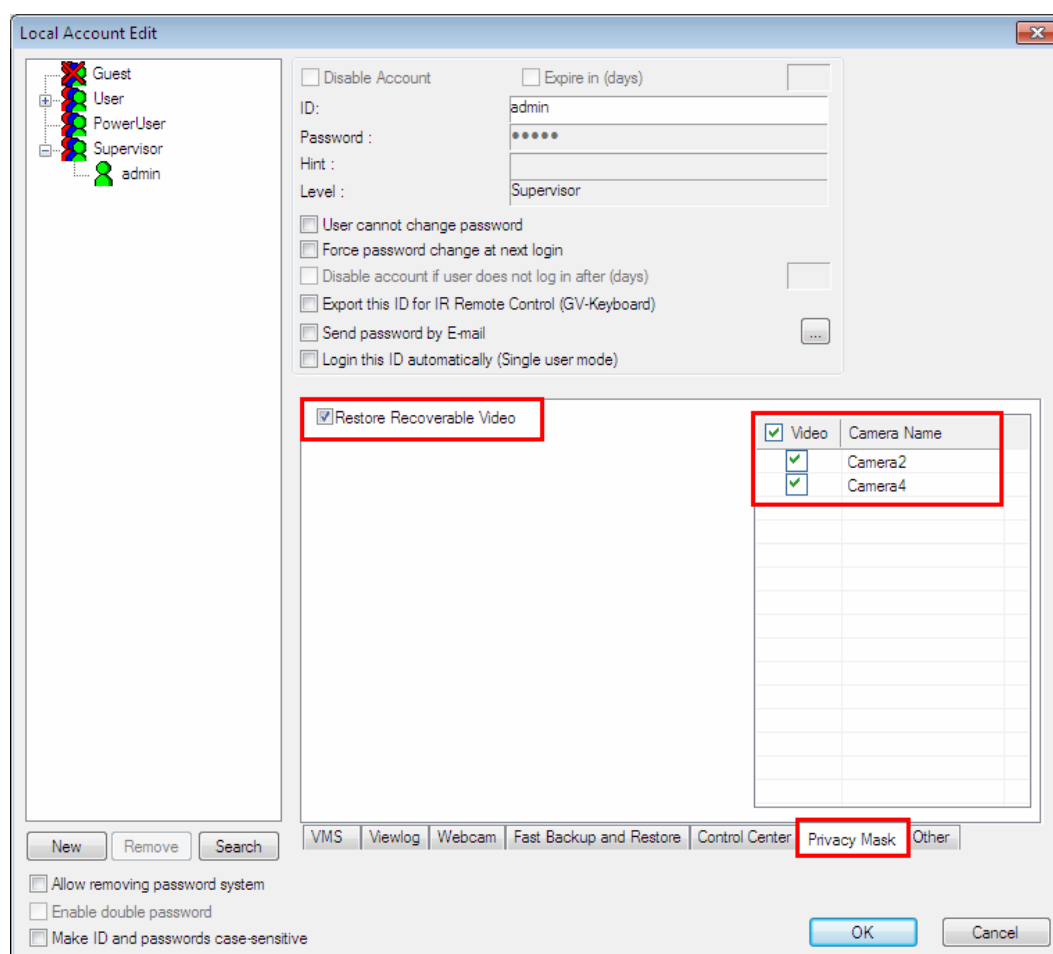 Local Account Edit
Guest
User
PowerUser
Supervisor
admin
Disable Account Expire in (days)
ID: admin
Password : •••••
Hint :
Level : Supervisor
User cannot change password
Force password change at next login
Disable account if user does not log in after (days)
Export this ID for IR Remote Control (GV-Keyboard)
Send password by E-mail ...
Login this ID automatically (Single user mode)
Restore Recoverable Video
Video Camera Name
Camera2
Camera4
VMS Viewlog Webcam Fast Backup and Restore Control Center Privacy Mask Other
New Remove Search
Allow removing password system
Enable double password
Make ID and passwords case-sensitive
OK Cancel